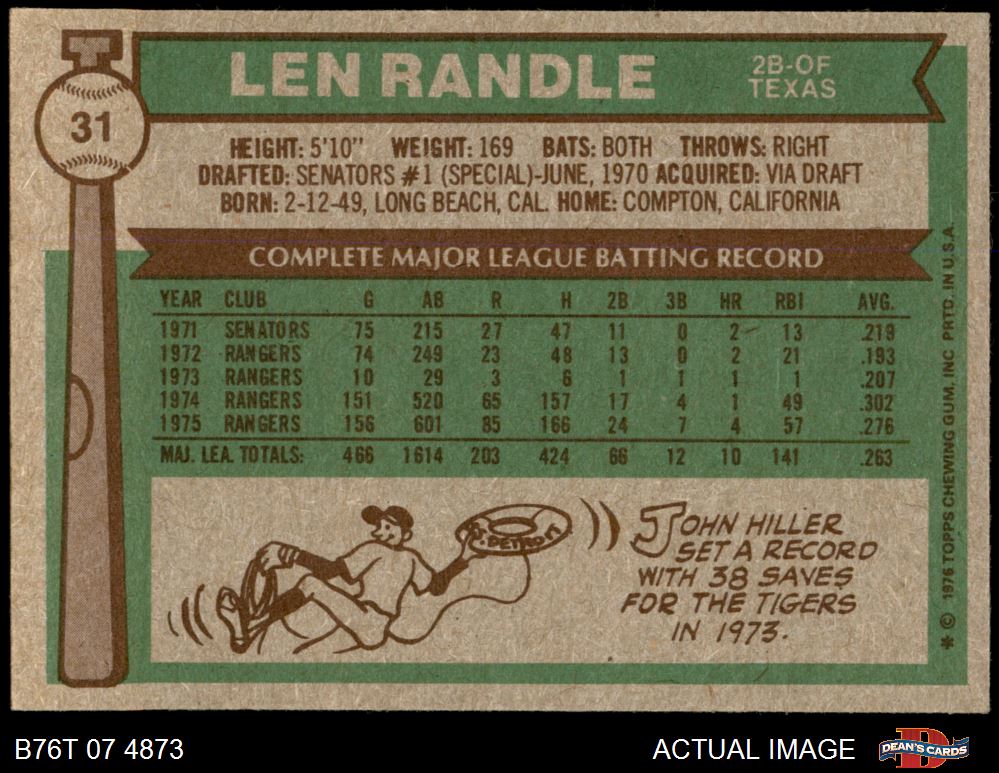 LEN RANDLE
2B-OF
TEXAS
31
HEIGHT: 5'10" WEIGHT: 169 BATS: BOTH THROWS: RIGHT
DRAFTED: SENATORS #1 (SPECIAL)-JUNE, 1970 ACQUIRED: VIA DRAFT
BORN: 2-12-49, LONG BEACH, CAL. HOME: COMPTON, CALIFORNIA
COMPLETE MAJOR LEAGUE BATTING RECORD
YEAR CLUB G AB R H 2B 3B HR RBI AVG.
1971 SENATORS 75 215 27 47 11 0 2 13 .219
1972 RANGERS 74 249 23 48 13 0 2 21 .193
1973 RANGERS 10 29 3 6 1 1 1 1 .207
1974 RANGERS 151 520 65 157 17 4 1 49 .302
1975 RANGERS 156 601 85 166 24 7 4 57 .276
MAJ. LEA. TOTALS: 466 1614 203 424 66 12 10 141 .263
DETROIT
JOHN HILLER
SET A RECORD
WITH 38 SAVES
FOR THE TIGERS
IN 1973.
* © 1976 TOPPS CHEWING GUM, INC PRTD. IN U.S.A.
B76T 07 4873
ACTUAL IMAGE
D
DEAN'S CARDS